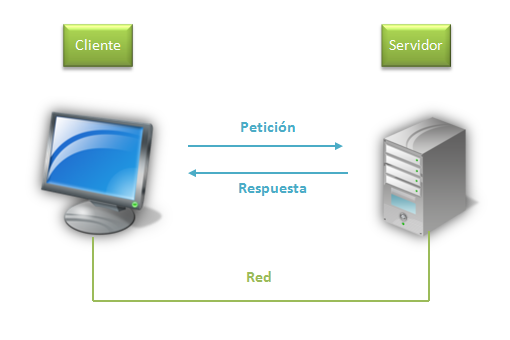 Cliente
Servidor
Petición
Respuesta
Red